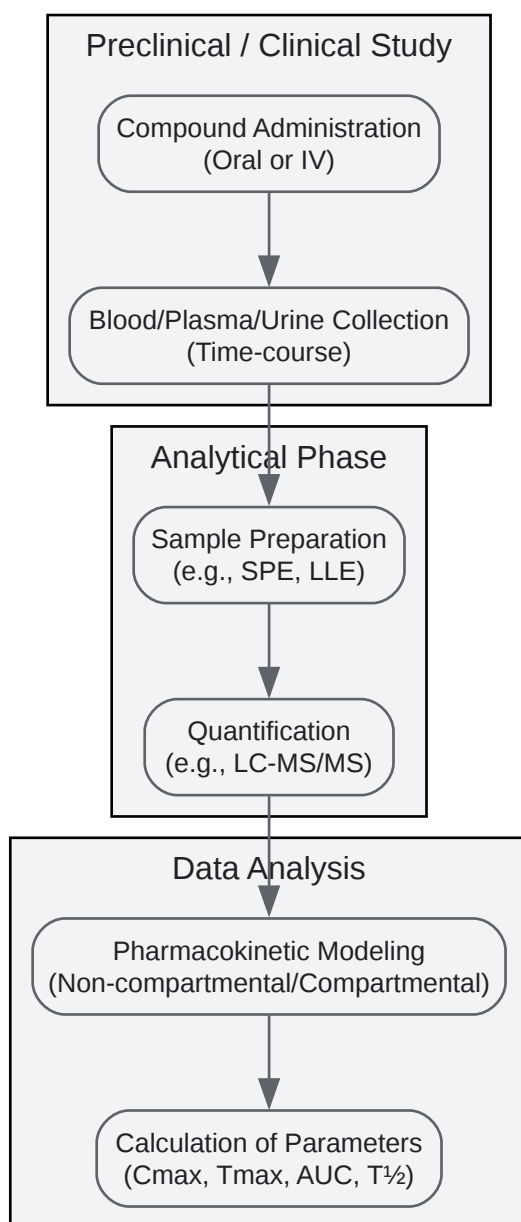 Preclinical / Clinical Study
Compound Administration
(Oral or IV)
Blood/Plasma/Urine Collection
(Time-course)
Analytical Phase
Sample Preparation
(e.g., SPE, LLE)
Quantification
(e.g., LC-MS/MS)
Data Analysis
Pharmacokinetic Modeling
(Non-compartmental/Compartmental)
Calculation of Parameters
(Cmax, Tmax, AUC, T½)